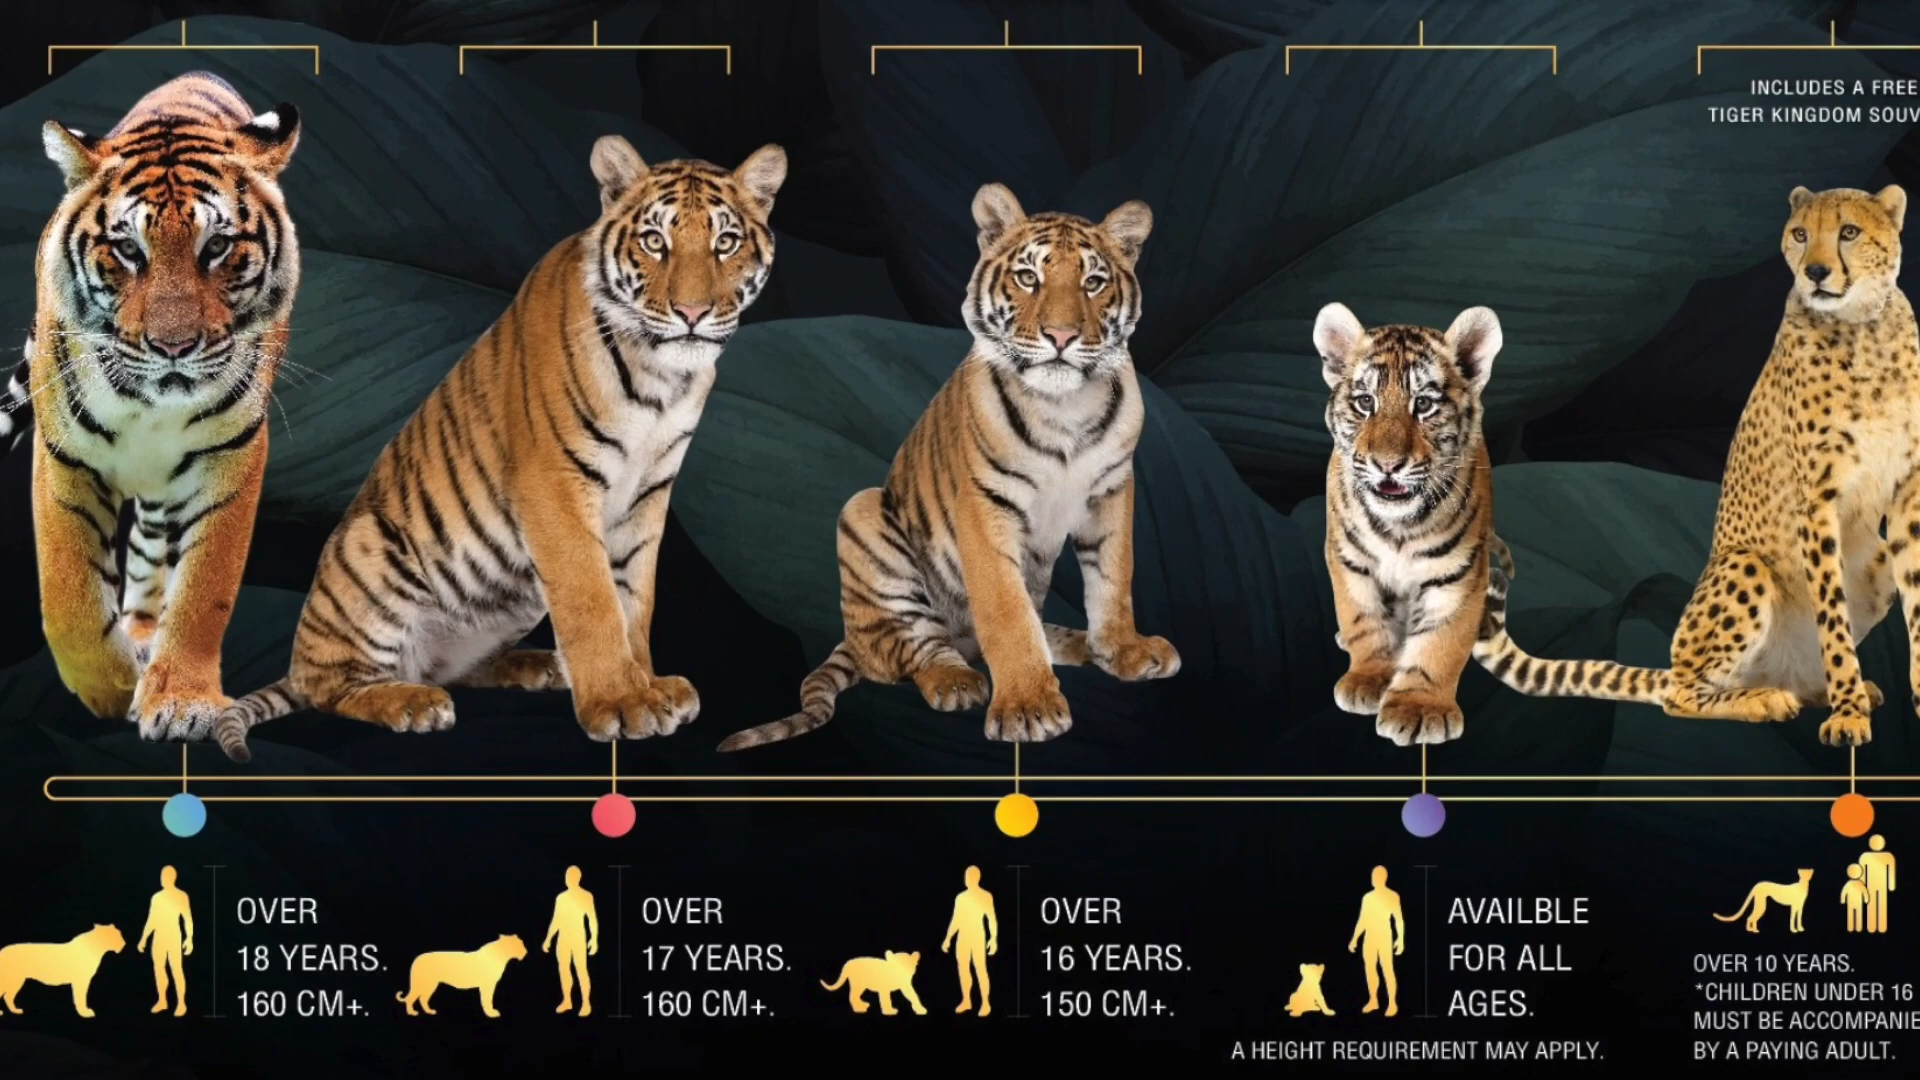 INCLUDES A FREE
TIGER KINGDOM SOUV
OVER
18 YEARS.
160 CM+.
OVER
17 YEARS.
160 CM+.
OVER
16 YEARS.
150 CM+.
AVAILBLE
FOR ALL
AGES.
A HEIGHT REQUIREMENT MAY APPLY.
OVER 10 YEARS.
*CHILDREN UNDER 16
MUST BE ACCOMPANIE
BY A PAYING ADULT.